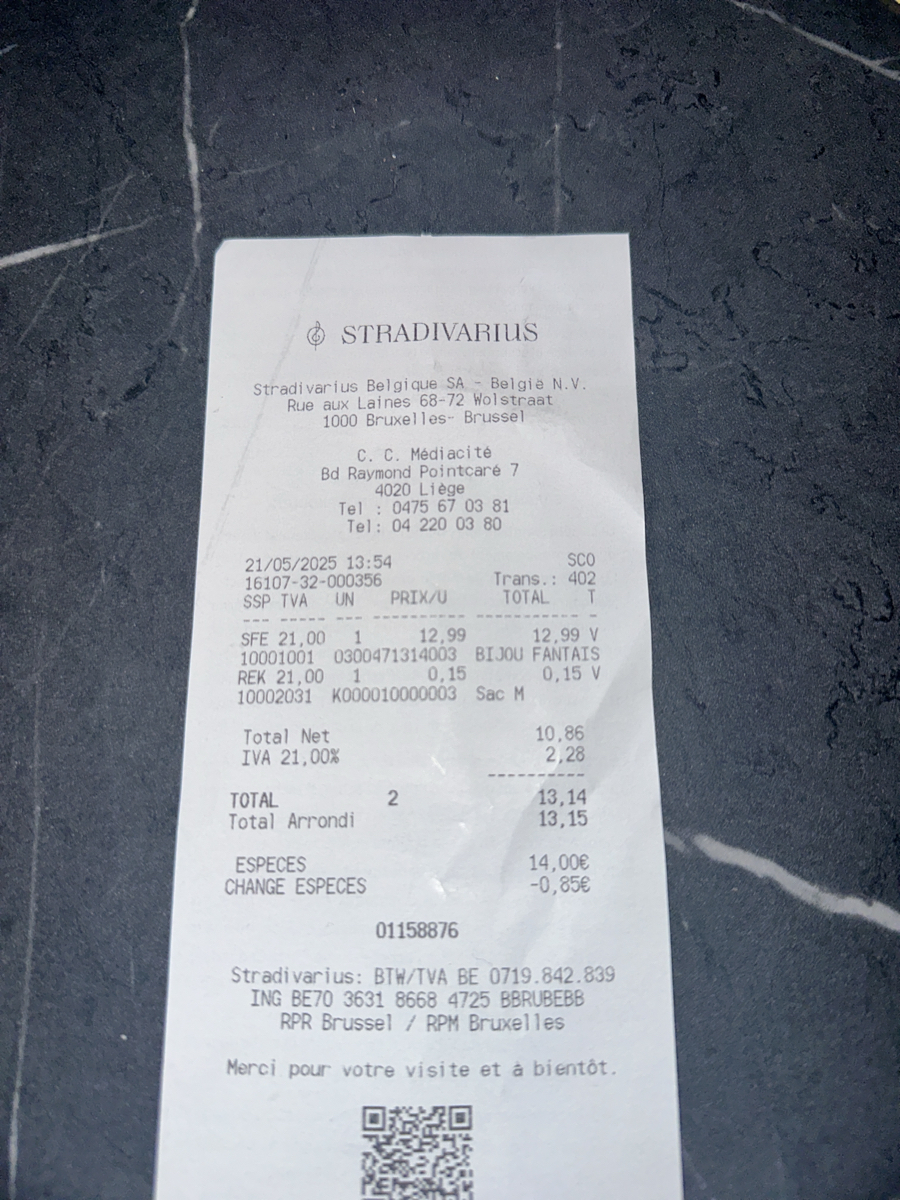 STRADIVARIUS
Stradivarius Belgique SA - België N.V.
Rue aux Laines 68-72 Wolstraat
1000 Bruxelles- Brussel
C. C. Médiacité
Bd Raymond Pointcaré 7
4020 Liège
Tel : 0475 67 03 81
Tel: 04 220 03 80
21/05/2025 13:54 SCO
16107-32-000356 Trans.: 402
SSP TVA UN PRIX/U TOTAL T
--- ----- --- ---------- ---------- -
SFE 21,00 1 12,99 12,99 V
10001001 0300471314003 BIJOU FANTAIS
REK 21,00 1 0,15 0,15 V
10002031 K000010000003 Sac M
Total Net 10,86
IVA 21,00% 2,28
----------
TOTAL 2 13,14
Total Arrondi 13,15
ESPECES 14,00€
CHANGE ESPECES -0,85€
01158876
Stradivarius: BTW/TVA BE 0719.842.839
ING BE70 3631 8668 4725 BBRUBEBB
RPR Brussel / RPM Bruxelles
Merci pour votre visite et à bientôt.